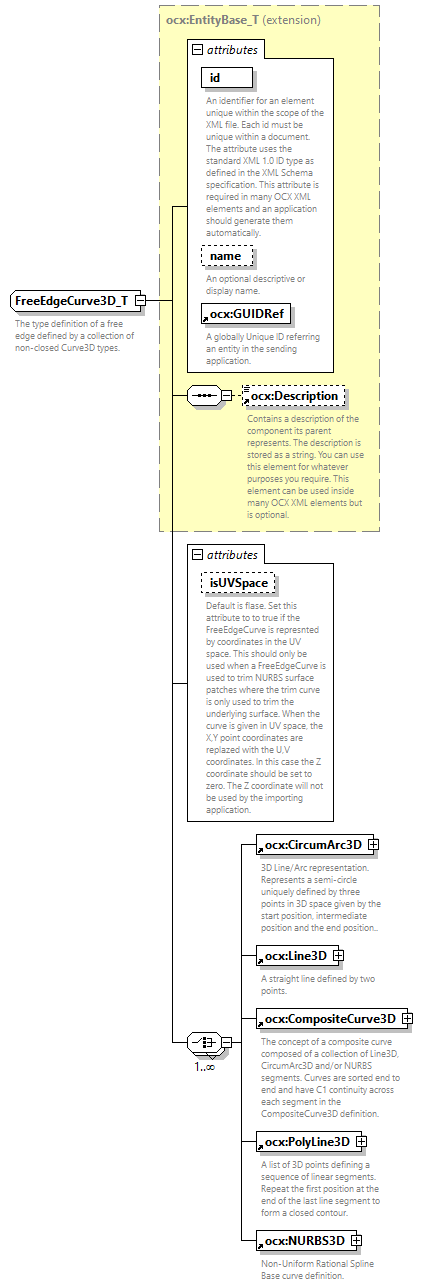 ocx:EntityBase_T (extension)
attributes
id
An identifier for an element
unique within the scope of the
XML file. Each id must be
unique within a document.
The attribute uses the
standard XML 1.0 ID type as
defined in the XML Schema
specification. This attribute is
required in many OCX XML
elements and an application
should generate them
automatically.
name
An optional descriptive or
display name.
FreeEdgeCurve3D_T
The type definition of a free
edge defined by a collection of
non-closed Curve3D types.
ocx:GUIDRef
A globally Unique ID referring
an entity in the sending
application.
ocx:Description
Contains a description of the
component its parent
represents. The description is
stored as a string. You can use
this element for whatever
purposes you require. This
element can be used inside
many OCX XML elements but
is optional.
attributes
isUVSpace
Default is flase. Set this
attribute to to true if the
FreeEdgeCurve is represnted
by coordinates in the UV
space. This should only be
used when a FreeEdgeCurve is
used to trim NURBS surface
patches where the trim curve
is only used to trim the
underlying surface. When the
curve is given in UV space, the
X,Y point coordinates are
replazed with the U,V
coordinates. In this case the Z
coordinate should be set to
zero. The Z coordinate will not
be used by the importing
application.
ocx:CircumArc3D
3D Line/Arc representation.
Represents a semi-circle
uniquely defined by three
points in 3D space given by the
start position, intermediate
position and the end position..
ocx:Line3D
A straight line defined by two
points.
ocx:CompositeCurve3D
The concept of a composite curve
composed of a collection of Line3D,
CircumArc3D and/or NURBS
segments. Curves are sorted end to
end and have C1 continuity across
each segment in the
CompositeCurve3D definition.
1..∞
ocx:PolyLine3D
A list of 3D points defining a
sequence of linear segments.
Repeat the first position at the
end of the last line segment to
form a closed contour.
ocx:NURBS3D
Non-Uniform Rational Spline
Base curve definition.